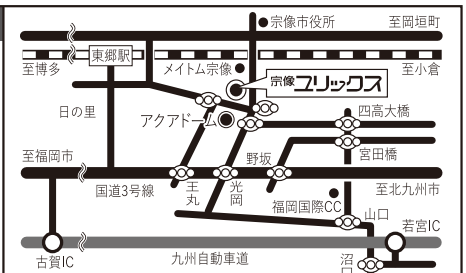 宗像市役所
至岡垣町
東郷駅
至博多
メイトム宗像
至小倉
宗像ユリックス
日の里
アクアドーム
四高大橋
宮田橋
至福岡市
野坂
国道3号線
王丸
光岡
至北九州市
福岡国際CC
山口
若宮IC
古賀IC
九州自動車道
沼口